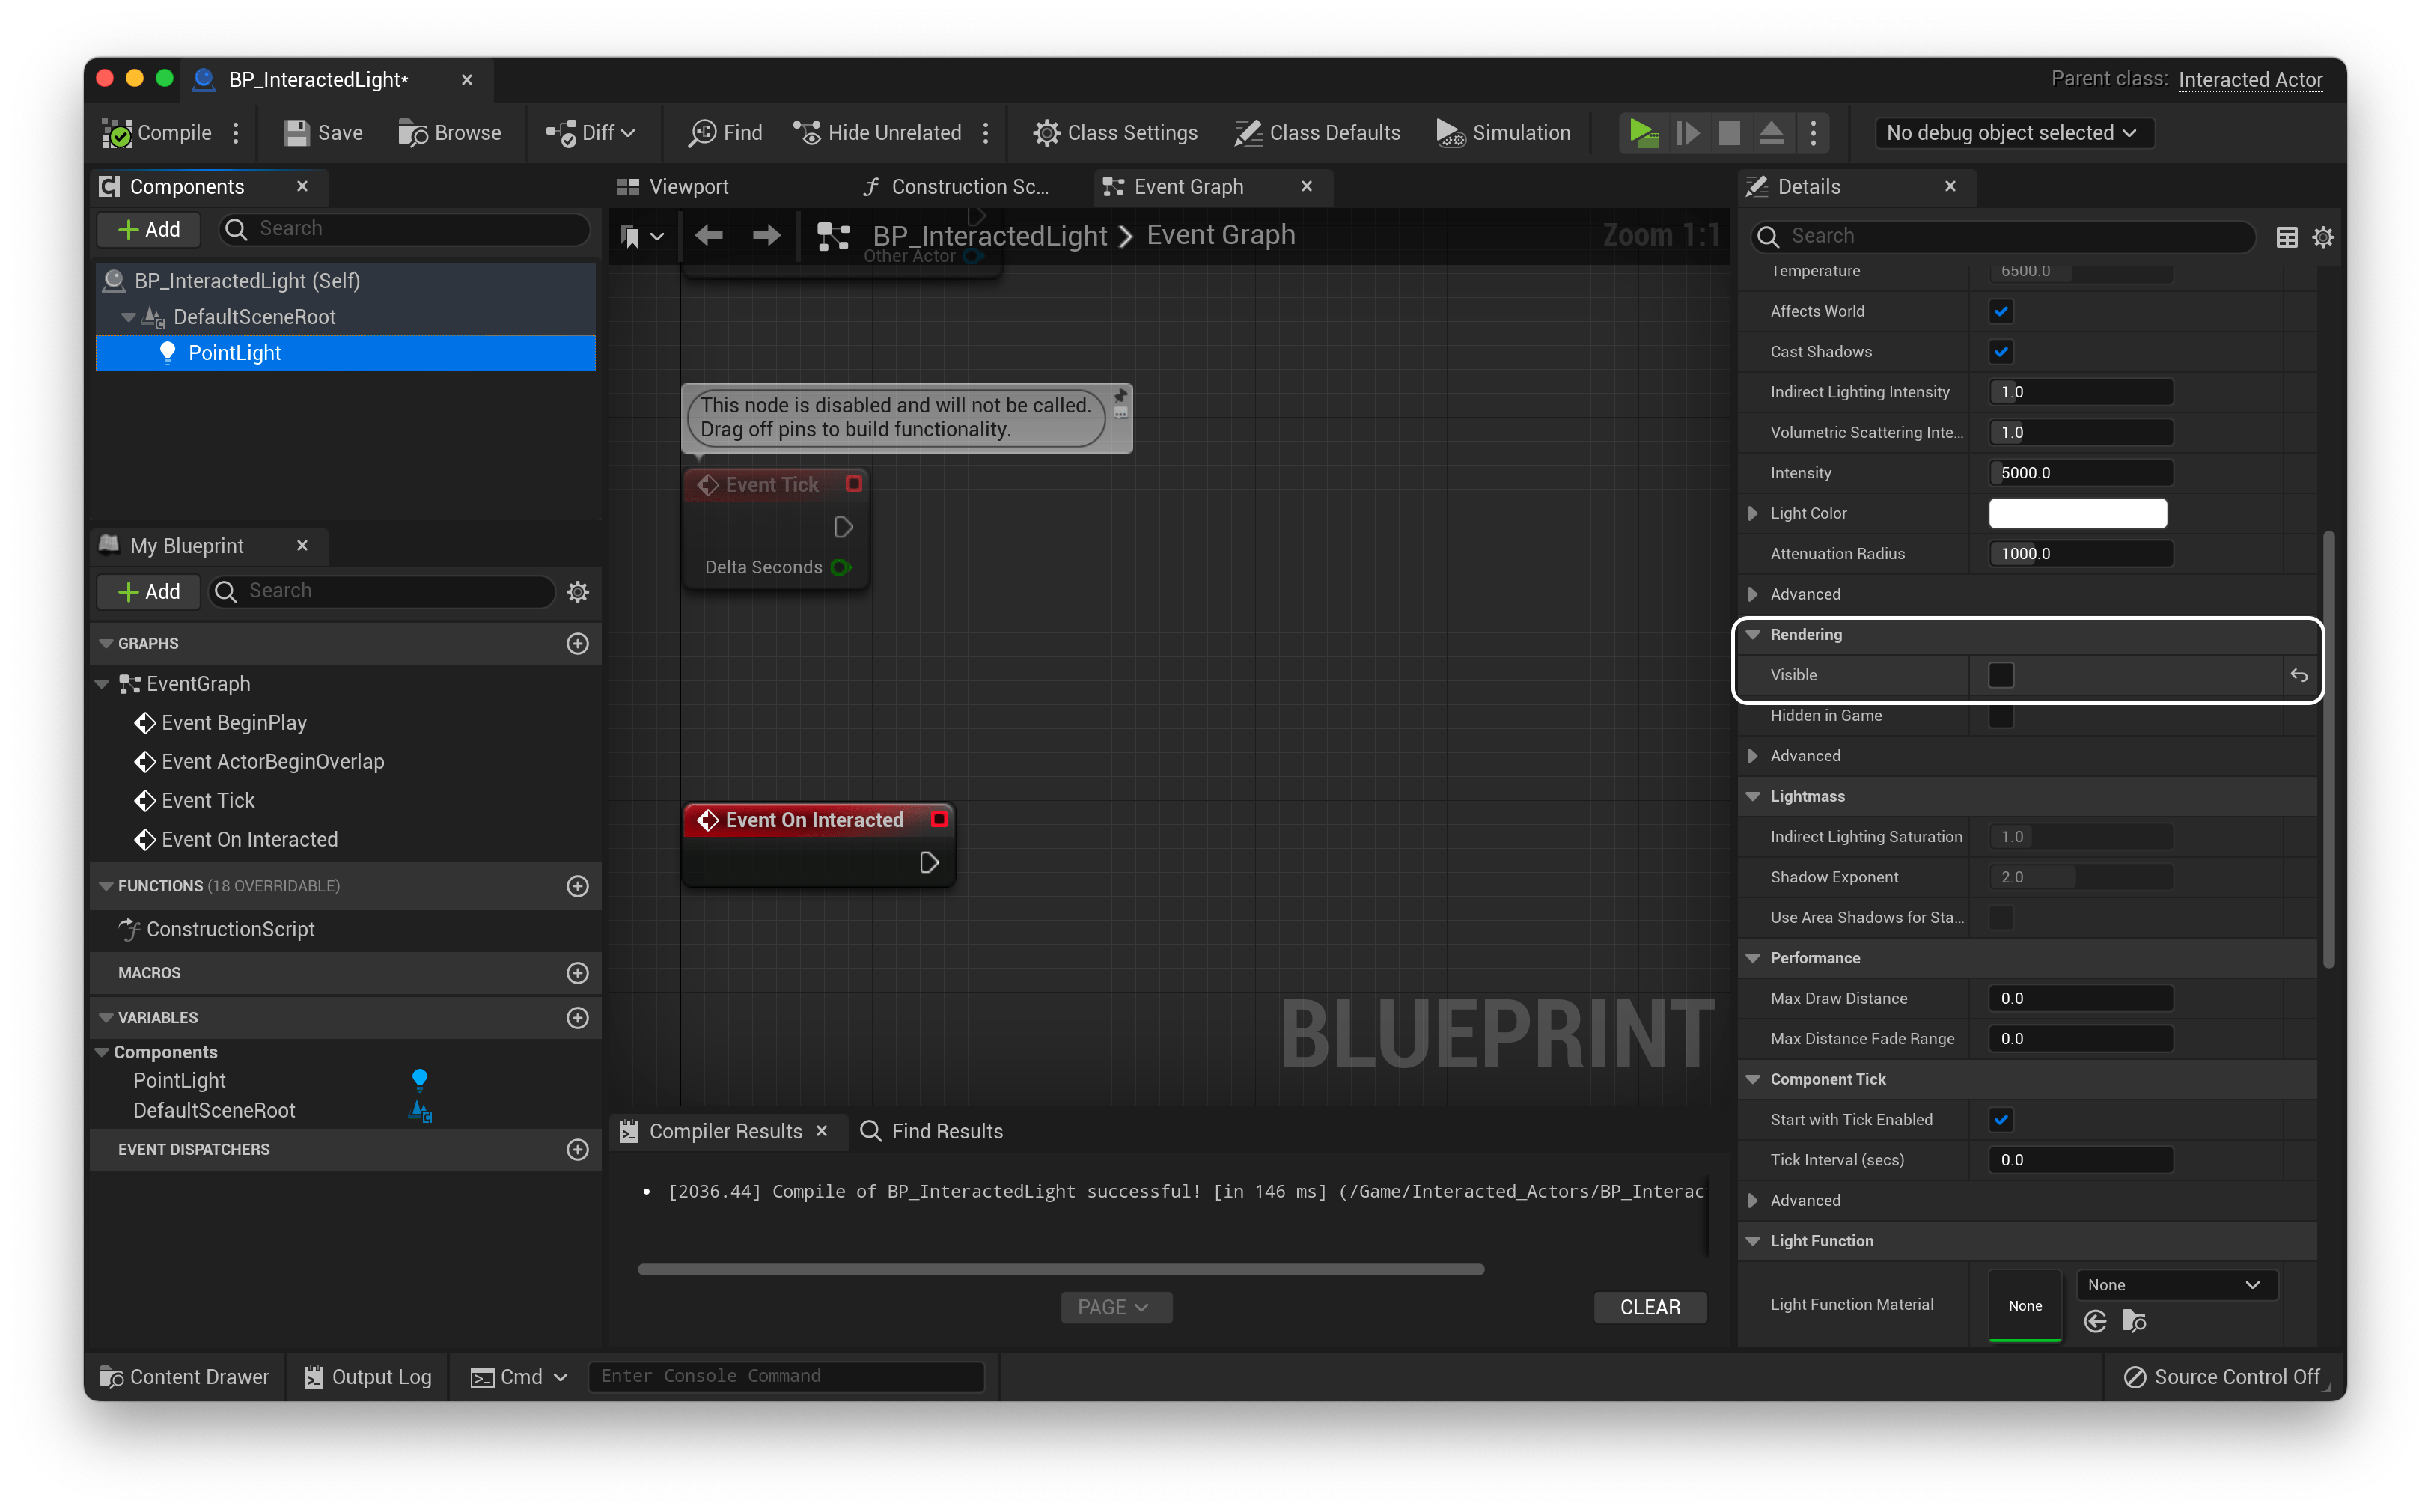 BP_InteractedLight*
Parent class: Interacted Actor
Compile
Save
Browse
Diff
Find
Hide Unrelated
Class Settings
Class Defaults
Simulation
No debug object selected
Components
Add
Search
BP_InteractedLight (Self)
DefaultSceneRoot
PointLight
My Blueprint
Add
Search
GRAPHS
EventGraph
Event BeginPlay
Event ActorBeginOverlap
Event Tick
Event On Interacted
FUNCTIONS (18 OVERRIDABLE)
ConstructionScript
MACROS
VARIABLES
Components
PointLight
DefaultSceneRoot
EVENT DISPATCHERS
Viewport
Construction Sc...
Event Graph
BP_InteractedLight > Event Graph
Zoom 1:1
Other Actor
This node is disabled and will not be called.
Drag off pins to build functionality.
Event Tick
Delta Seconds
Event On Interacted
BLUEPRINT
Compiler Results
Find Results
• [2036.44] Compile of BP_InteractedLight successful! [in 146 ms] (/Game/Interacted_Actors/BP_Interac
PAGE
CLEAR
Details
Search
Temperature 6500.0
Affects World
Cast Shadows
Indirect Lighting Intensity 1.0
Volumetric Scattering Inte... 1.0
Intensity 5000.0
Light Color
Attenuation Radius 1000.0
Advanced
Rendering
Visible
Hidden in Game
Advanced
Lightmass
Indirect Lighting Saturation 1.0
Shadow Exponent 2.0
Use Area Shadows for Sta...
Performance
Max Draw Distance 0.0
Max Distance Fade Range 0.0
Component Tick
Start with Tick Enabled
Tick Interval (secs) 0.0
Advanced
Light Function
Light Function Material None None
Content Drawer
Output Log
Cmd
Enter Console Command
Source Control Off